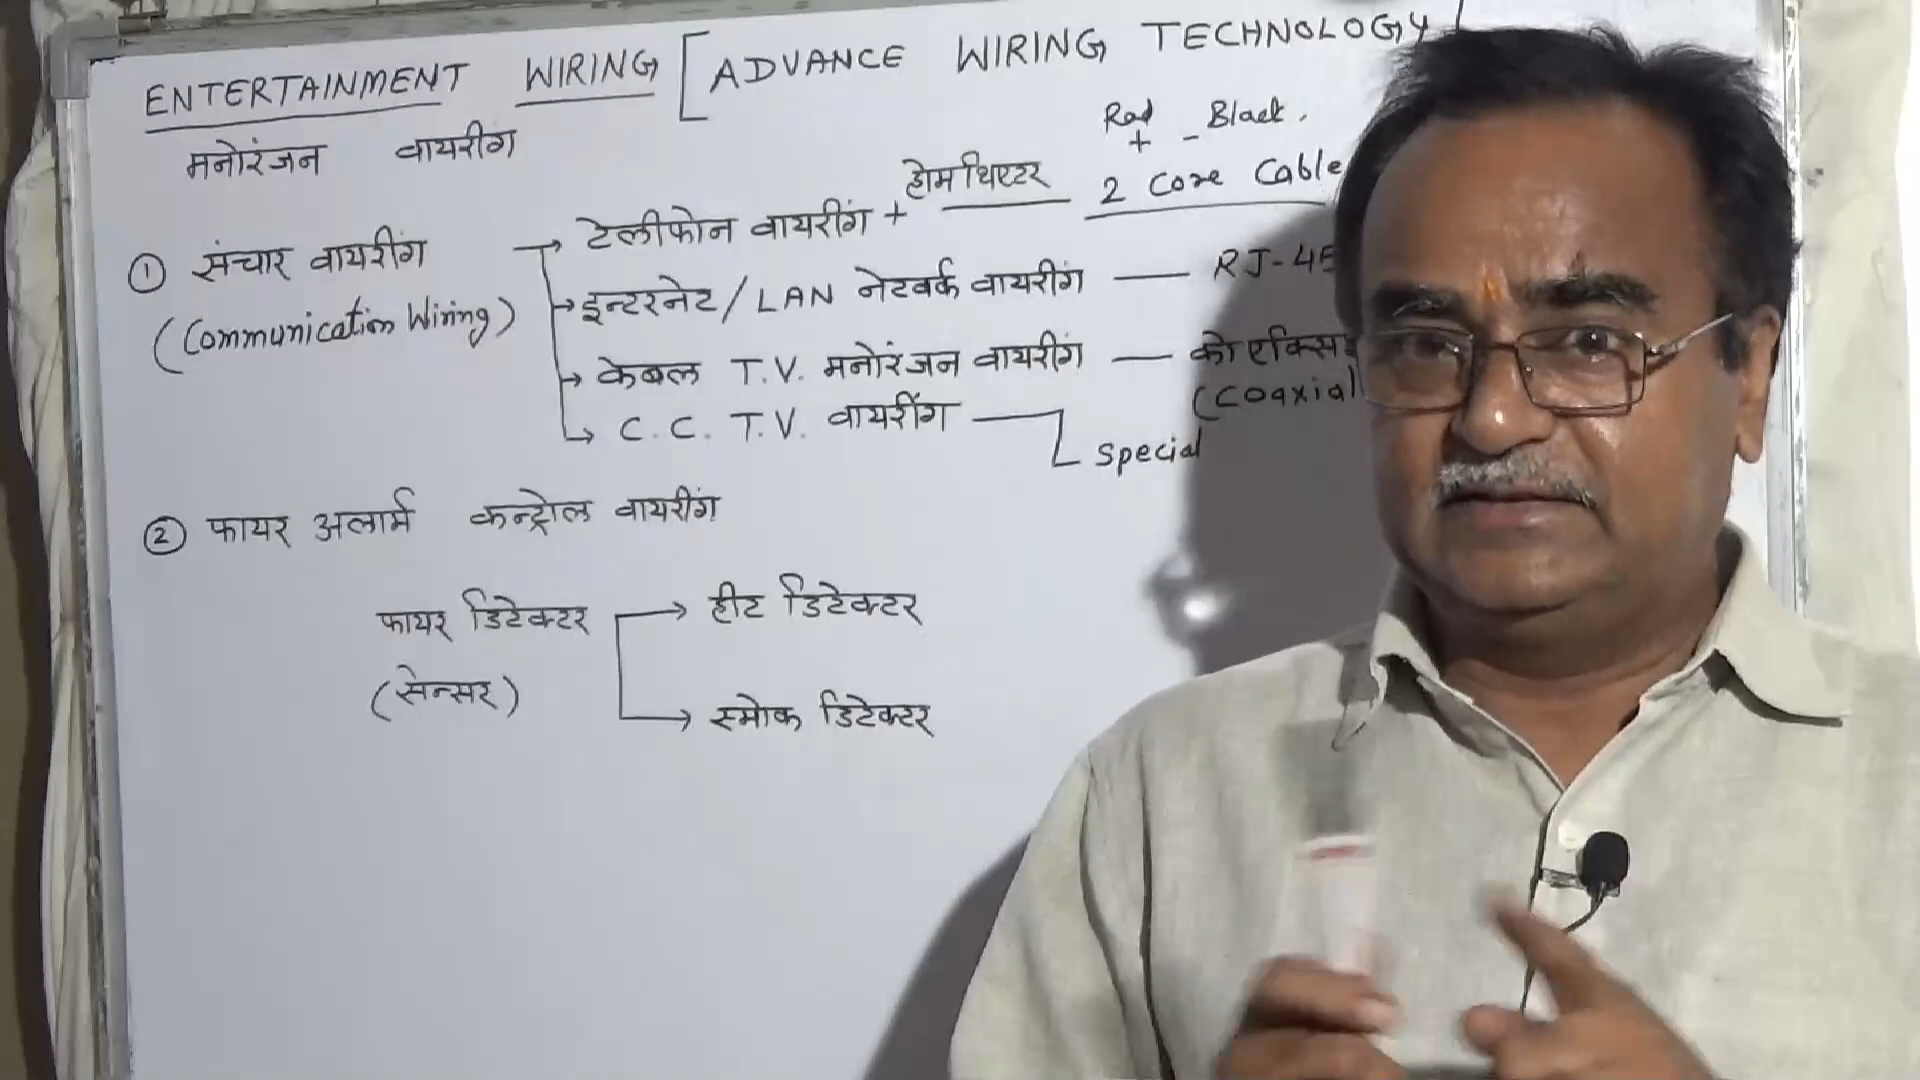 ENTERTAINMENT WIRING [ADVANCE WIRING TECHNOLOGY]
मनोरंजन वायरींग
Red Black.
+ -
① संचार वायरींग → टेलीफोन वायरींग + होम थिएटर 2 Core Cable
(Communication Wiring) → इन्टरनेट/LAN नेटवर्क वायरींग — RJ-45
→ केबल T.V. मनोरंजन वायरींग — को एक्सि
(Coaxial
→ C.C.T.V. वायरींग — Special
② फायर अलार्म कन्ट्रोल वायरींग
फायर डिटेक्टर → हीट डिटेक्टर
(सेन्सर) → स्मोक डिटेक्टर